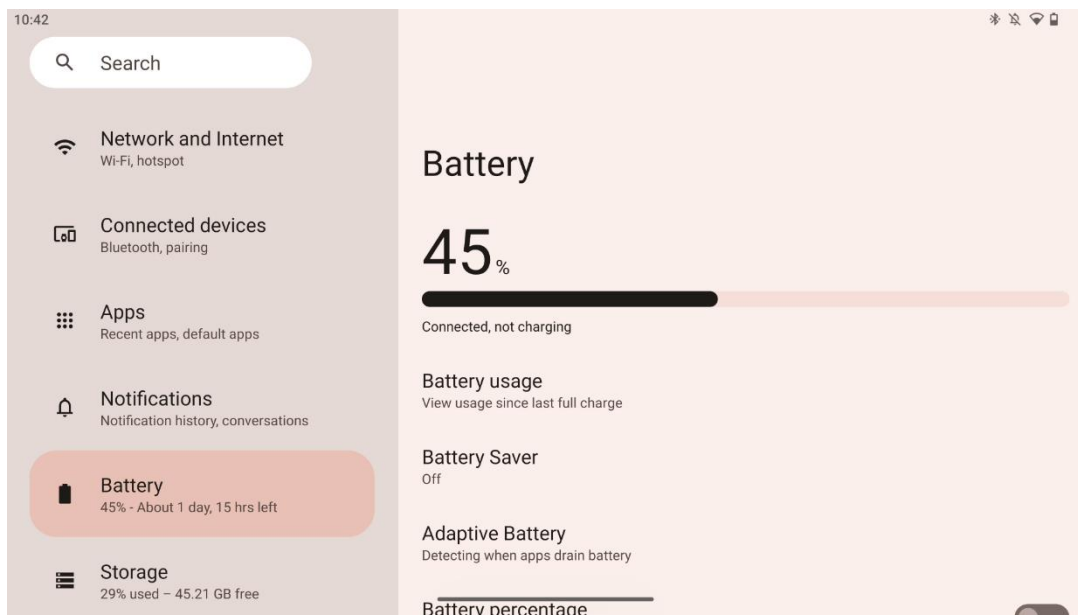 10:42
Search
Network and Internet
Wi-Fi, hotspot
Connected devices
Bluetooth, pairing
Apps
Recent apps, default apps
Notifications
Notification history, conversations
Battery
45% - About 1 day, 15 hrs left
Storage
29% used – 45.21 GB free
Battery
45%
Connected, not charging
Battery usage
View usage since last full charge
Battery Saver
Off
Adaptive Battery
Detecting when apps drain battery
Battery percentage